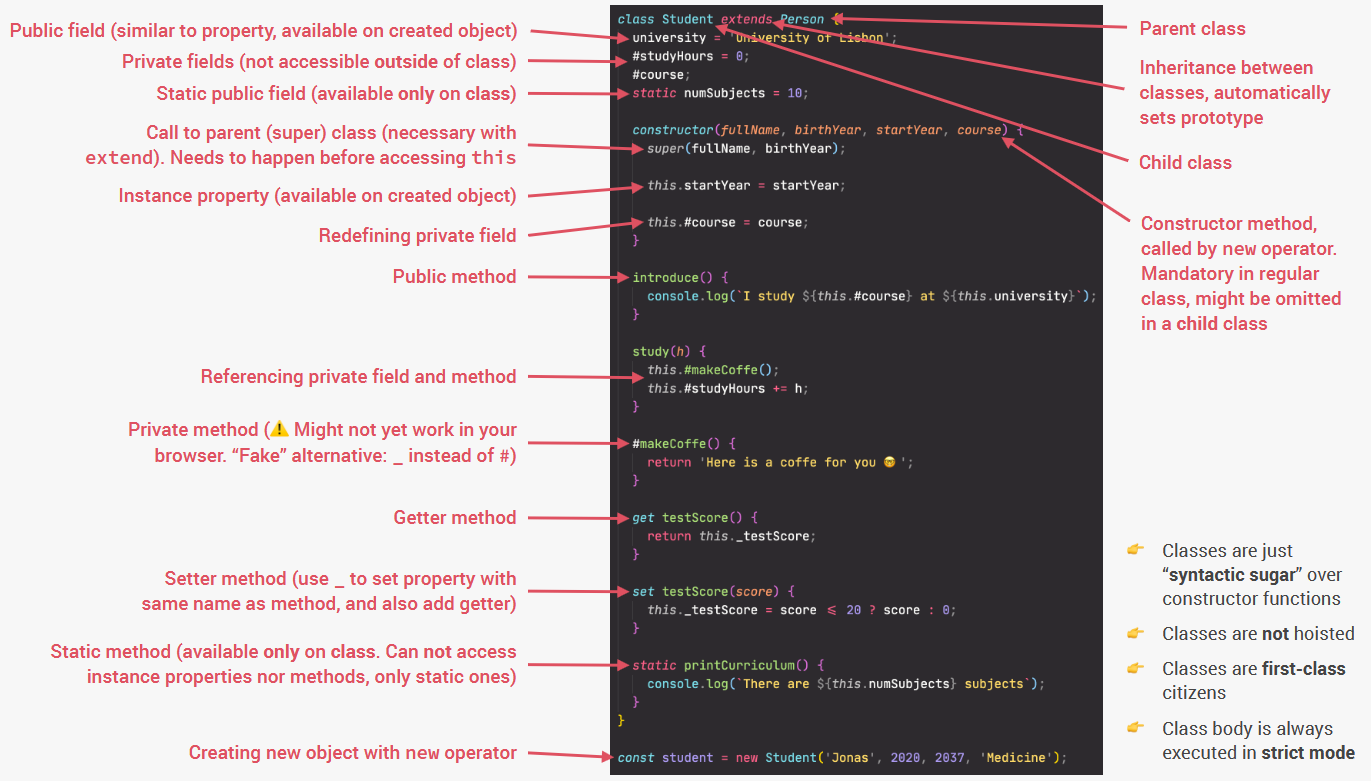 Public field (similar to property, available on created object)
Private fields (not accessible outside of class)
Static public field (available only on class)
Call to parent (super) class (necessary with
extend). Needs to happen before accessing this
Instance property (available on created object)
Redefining private field
Public method
Referencing private field and method
Private method (⚠️ Might not yet work in your
browser. “Fake” alternative: _ instead of #)
Getter method
Setter method (use _ to set property with
same name as method, and also add getter)
Static method (available only on class. Can not access
instance properties nor methods, only static ones)
Creating new object with new operator
class Student extends Person {
university = 'University of Lisbon';
#studyHours = 0;
#course;
static numSubjects = 10;
constructor(fullName, birthYear, startYear, course) {
super(fullName, birthYear);
this.startYear = startYear;
this.#course = course;
}
introduce() {
console.log(`I study ${this.#course} at ${this.university}`);
}
study(h) {
this.#makeCoffe();
this.#studyHours += h;
}
#makeCoffe() {
return 'Here is a coffe for you 🤓 ';
}
get testScore() {
return this._testScore;
}
set testScore(score) {
this._testScore = score ≤ 20 ? score : 0;
}
static printCurriculum() {
console.log(`There are ${this.numSubjects} subjects`);
}
}
const student = new Student('Jonas', 2020, 2037, 'Medicine');
Parent class
Inheritance between
classes, automatically
sets prototype
Child class
Constructor method,
called by new operator.
Mandatory in regular
class, might be omitted
in a child class
👉 Classes are just
“syntactic sugar” over
constructor functions
👉 Classes are not hoisted
👉 Classes are first-class
citizens
👉 Class body is always
executed in strict mode